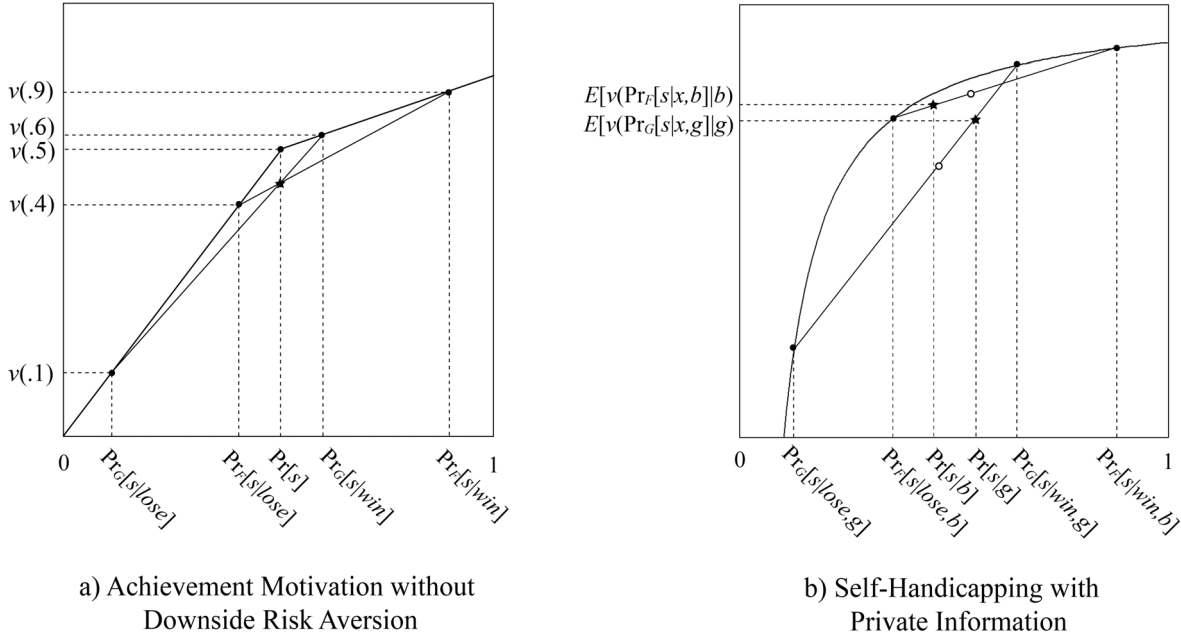 v(.9)
v(.6)
v(.5)
v(.4)
v(.1)
0
Pr_G[s|lose]
Pr_F[s|lose]
Pr[s]
Pr_G[s|win]
Pr_F[s|win]
1
a) Achievement Motivation without
Downside Risk Aversion
E[v(Pr_F[s|x,b]|b)
E[v(Pr_G[s|x,g]|g)
0
Pr_G[s|lose,g]
Pr_F[s|lose,b]
Pr[s|b]
Pr[s|g]
Pr_G[s|win,g]
Pr_F[s|win,b]
1
b) Self-Handicapping with
Private Information